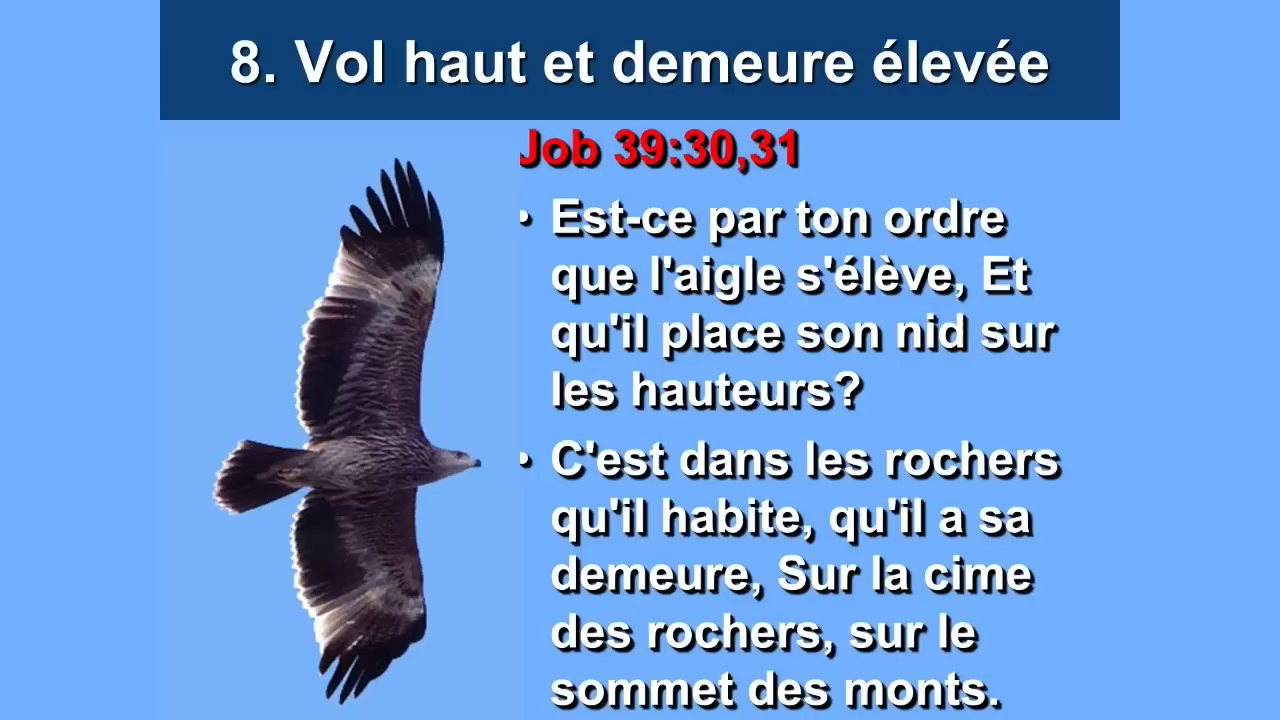 8. Vol haut et demeure élevée
Job 39:30,31
• Est-ce par ton ordre
que l'aigle s'élève, Et
qu'il place son nid sur
les hauteurs?
• C'est dans les rochers
qu'il habite, qu'il a sa
demeure, Sur la cime
des rochers, sur le
sommet des monts.